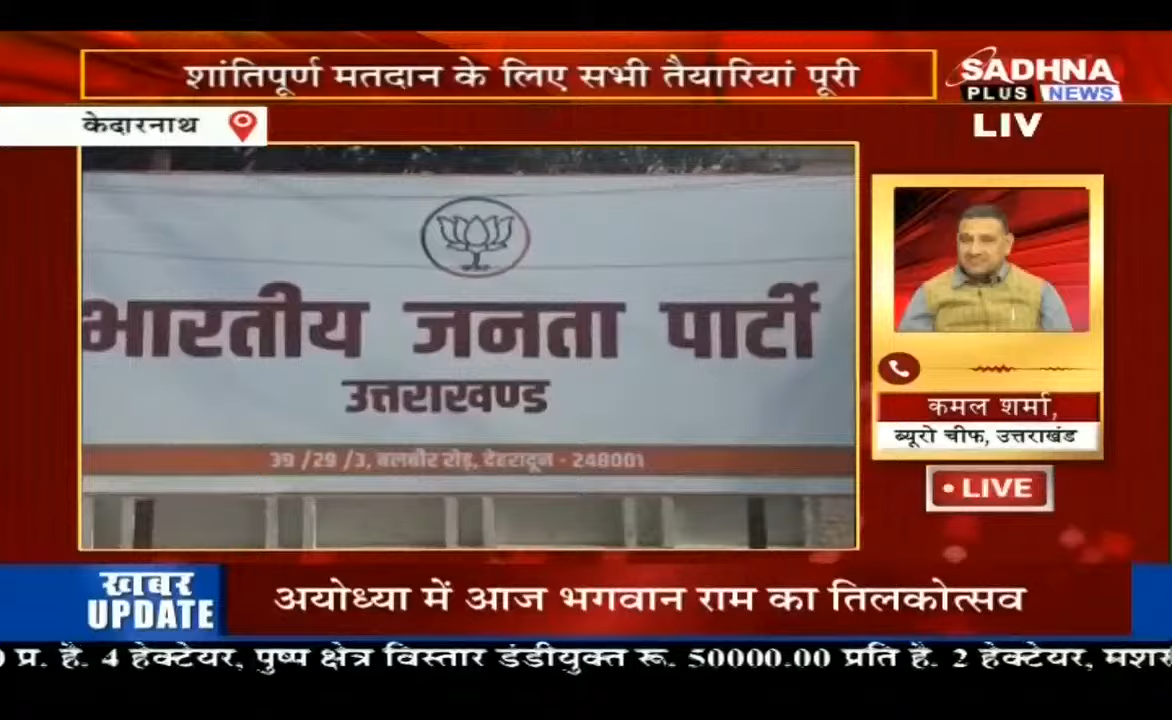 शांतिपूर्ण मतदान के लिए सभी तैयारियां पूरी
SADHNA
PLUS NEWS
LIV
केदारनाथ
भारतीय जनता पार्टी
उत्तराखण्ड
39 /29 /3, बलबीर रोड़, देहरादून - 248001
कमल शर्मा,
ब्यूरो चीफ, उत्तराखंड
LIVE
खबर
UPDATE
अयोध्या में आज भगवान राम का तिलकोत्सव
प्र. है. 4 हेक्टेयर, पुष्प क्षेत्र विस्तार डंडीयुक्त रू. 50000.00 प्रति है. 2 हेक्टेयर,